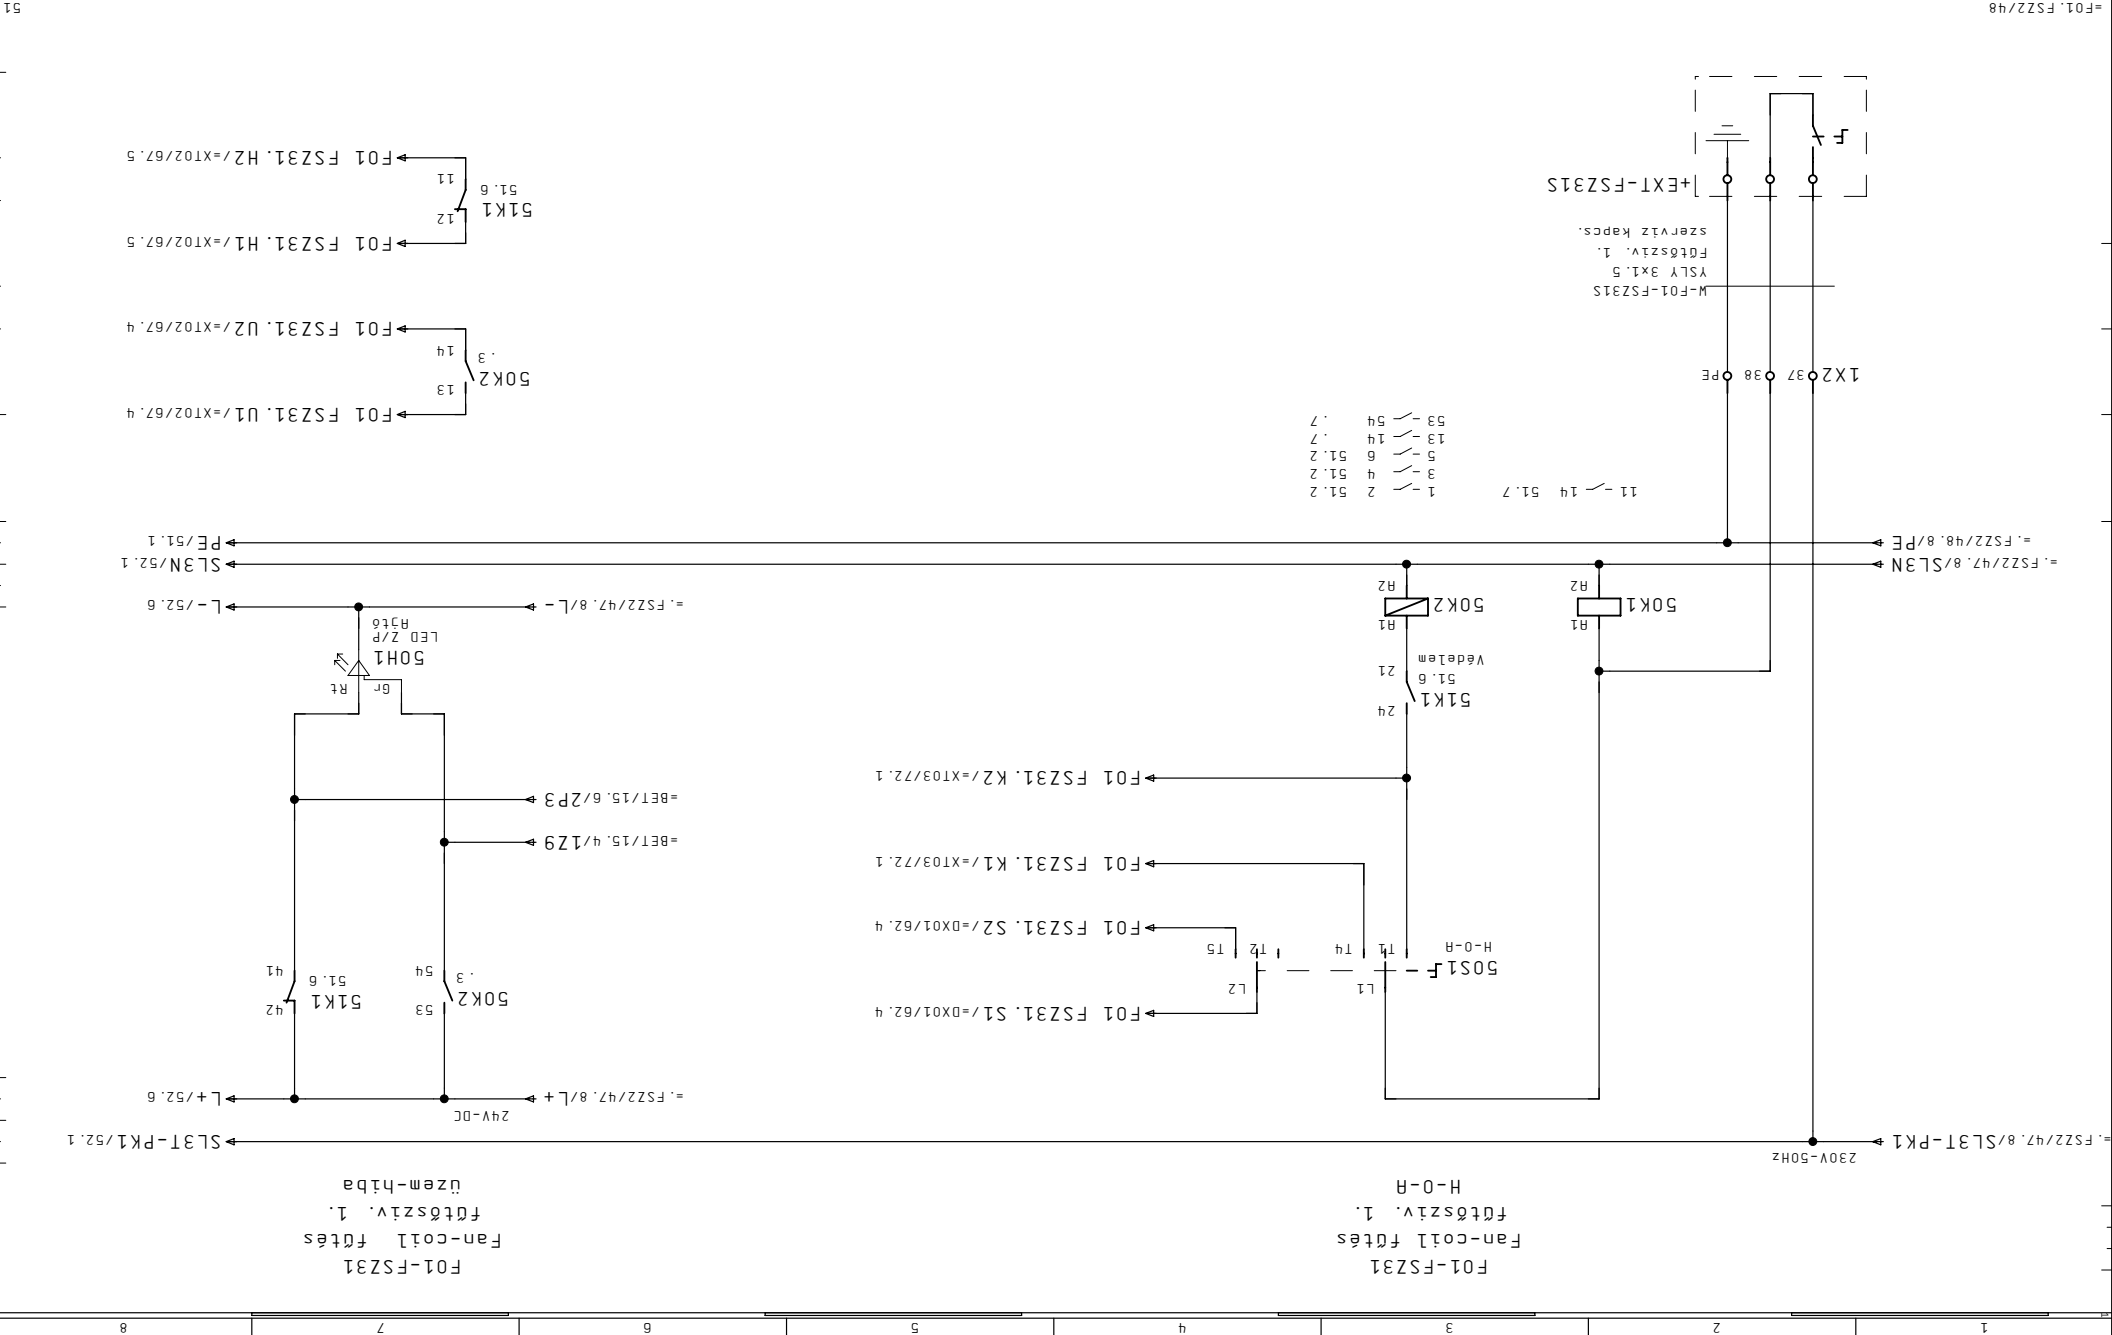 1
2
3
4
5
6
7
8
F01-FSZ31
Fan-coil fűtés
fűtősziv. 1.
H-0-A
F01-FSZ31
Fan-coil fűtés
fűtősziv. 1.
üzem-hiba
230V-50Hz
=.FSZ2/47.8/SL3T-PK1
SL3T-PK1/52.1
24V-DC
=.FSZ2/47.8/L+
L+/52.6
50S1
H-0-A
L1
L2
T1
T4
T2
T5
F01 FSZ31.S1/=DX01/62.4
F01 FSZ31.S2/=DX01/62.4
F01 FSZ31.K1/=XT03/72.1
F01 FSZ31.K2/=XT03/72.1
50K2
.3
53
54
51K1
51.6
42
41
=BET/15.4/1Z9
=BET/15.6/2P3
51K1
51.6
Védelem
24
21
50H1
LED Z/P
Ajtó
Gr
Rt
50K1
A1
A2
50K2
A1
A2
=.FSZ2/47.8/L-
L-/52.6
=.FSZ2/47.8/SL3N
SL3N/52.1
=.FSZ2/48.8/PE
PE/51.1
11 14 51.7
1 2 51.2
3 4 51.2
5 6 51.2
13 14 .7
53 54 .7
1X2
37
38
PE
W-F01-FSZ31S
YSLY 3x1.5
Fűtősziv. 1.
szerviz kapcs.
+EXT-FSZ31S
F01 FSZ31.U1/=XT02/67.4
50K2
.3
13
14
F01 FSZ31.U2/=XT02/67.4
F01 FSZ31.H1/=XT02/67.5
51K1
51.6
12
11
F01 FSZ31.H2/=XT02/67.5
=F01.FSZ2/48
51